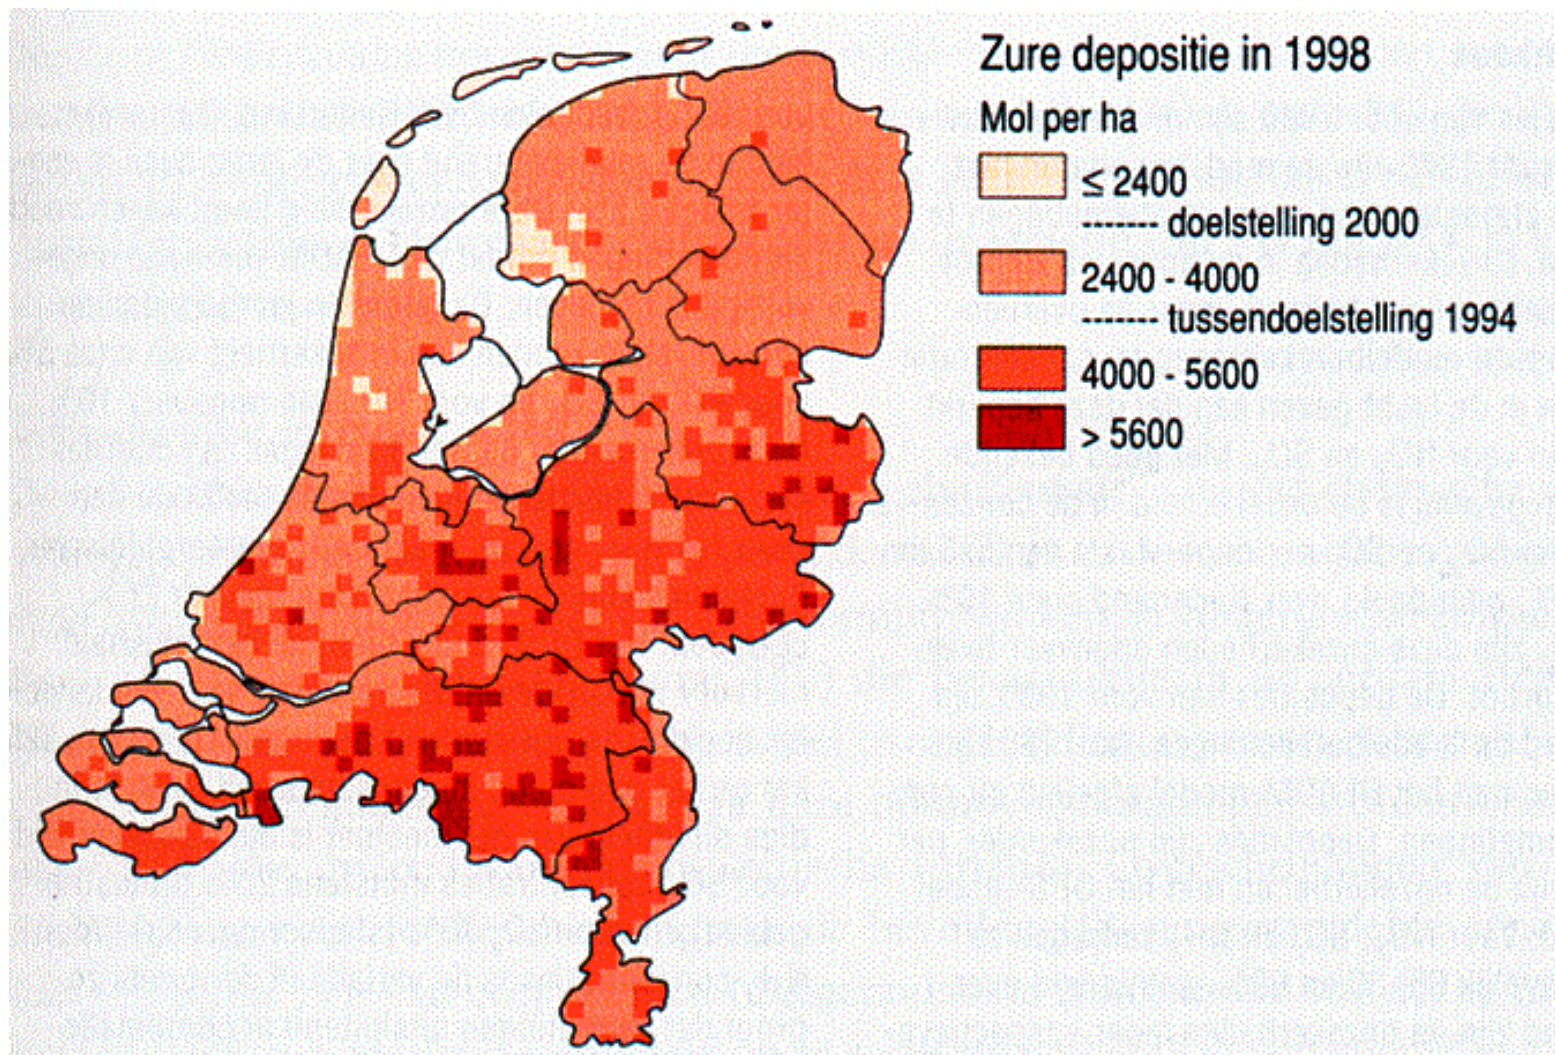 Zure depositie in 1998
Mol per ha
≤ 2400
------- doelstelling 2000
2400 - 4000
------- tussendoelstelling 1994
4000 - 5600
> 5600